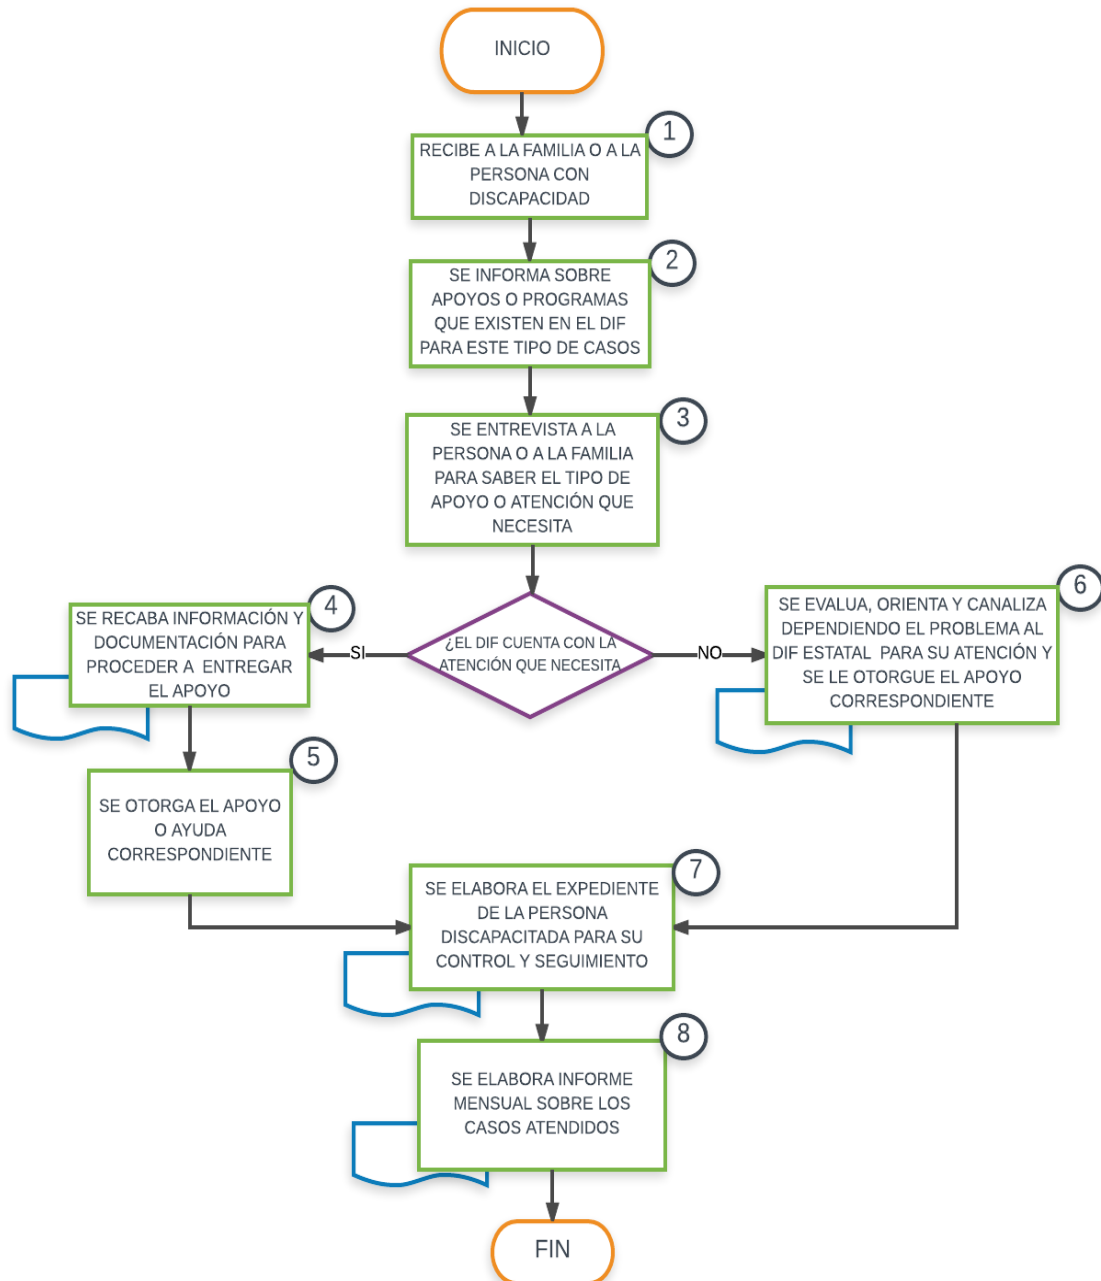 INICIO
1
RECIBE A LA FAMILIA O A LA
PERSONA CON
DISCAPACIDAD
2
SE INFORMA SOBRE
APOYOS O PROGRAMAS
QUE EXISTEN EN EL DIF
PARA ESTE TIPO DE CASOS
3
SE ENTREVISTA A LA
PERSONA O A LA FAMILIA
PARA SABER EL TIPO DE
APOYO O ATENCIÓN QUE
NECESITA
¿EL DIF CUENTA CON LA
ATENCIÓN QUE NECESITA
SI
NO
4
SE RECABA INFORMACIÓN Y
DOCUMENTACIÓN PARA
PROCEDER A ENTREGAR
EL APOYO
5
SE OTORGA EL APOYO
O AYUDA
CORRESPONDIENTE
6
SE EVALUA, ORIENTA Y CANALIZA
DEPENDIENDO EL PROBLEMA AL
DIF ESTATAL PARA SU ATENCIÓN Y
SE LE OTORGUE EL APOYO
CORRESPONDIENTE
7
SE ELABORA EL EXPEDIENTE
DE LA PERSONA
DISCAPACITADA PARA SU
CONTROL Y SEGUIMIENTO
8
SE ELABORA INFORME
MENSUAL SOBRE LOS
CASOS ATENDIDOS
FIN